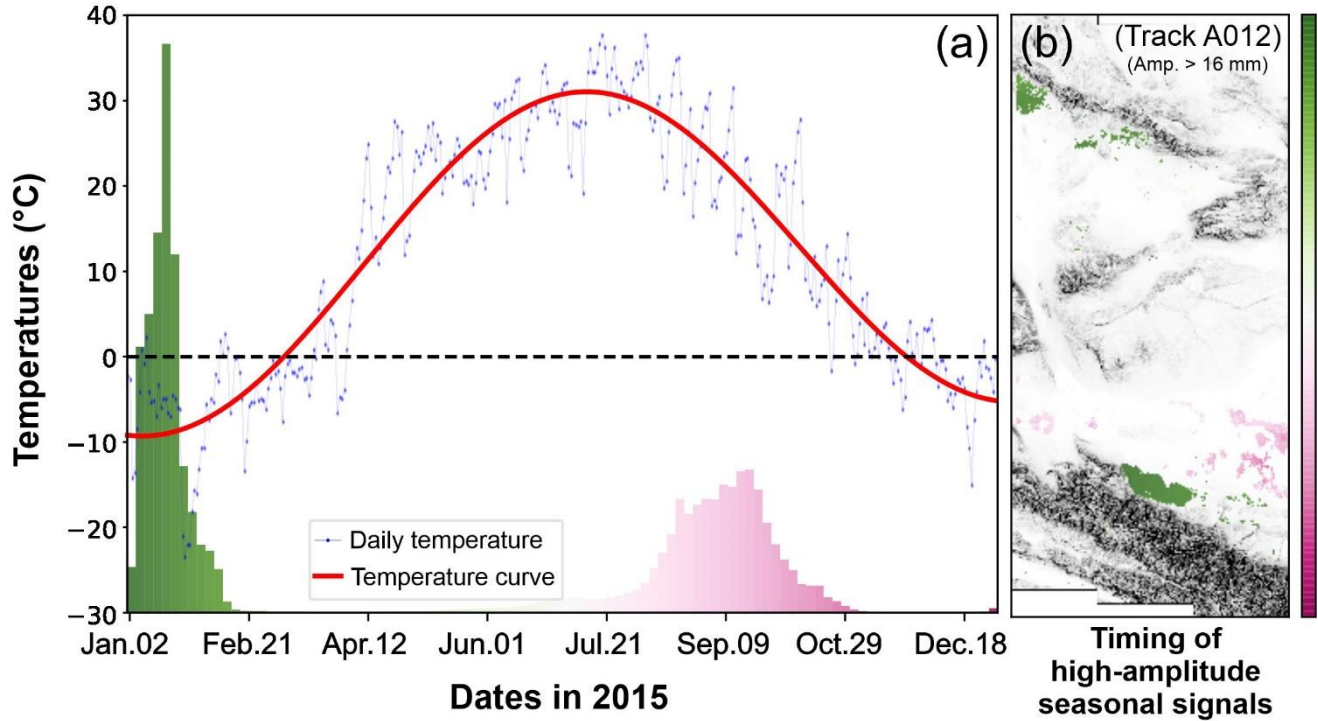 (a)
40
30
20
10
0
−10
−20
−30
Temperatures (°C)
Daily temperature
Temperature curve
Jan.02 Feb.21 Apr.12 Jun.01 Jul.21 Sep.09 Oct.29 Dec.18
Dates in 2015
(b) (Track A012)
(Amp. > 16 mm)
Timing of
high-amplitude
seasonal signals